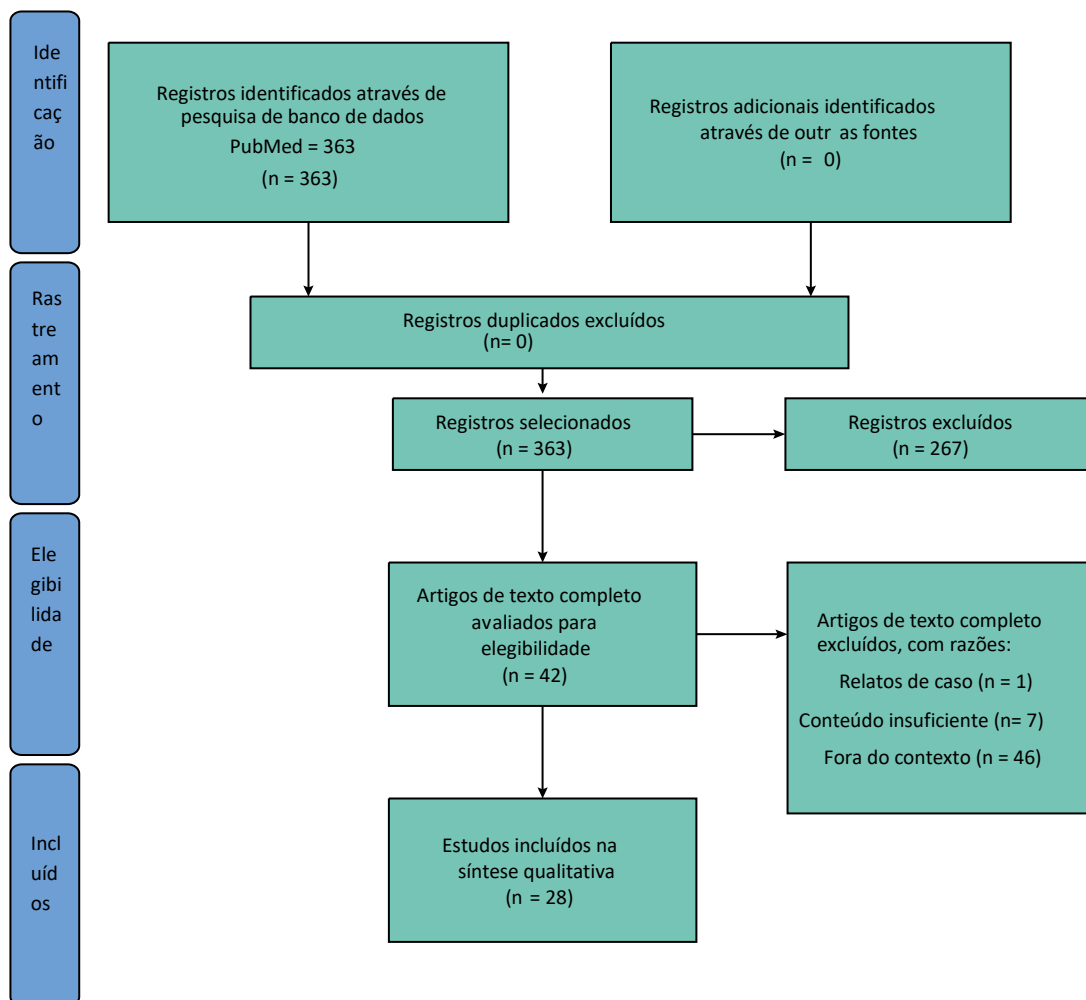 Ide
ntifi
caç
ão
Registros identificados através de
pesquisa de banco de dados
PubMed = 363
(n = 363)
Registros adicionais identificados
através de outr as fontes
(n = 0)
Ras
tre
am
ent
o
Registros duplicados excluídos
(n= 0)
Registros selecionados
(n = 363)
Registros excluídos
(n = 267)
Ele
gibi
lida
de
Artigos de texto completo
avaliados para
elegibilidade
(n = 42)
Artigos de texto completo
excluídos, com razões:
Relatos de caso (n = 1)
Conteúdo insuficiente (n= 7)
Fora do contexto (n = 46)
Incl
uíd
os
Estudos incluídos na
síntese qualitativa
(n = 28)